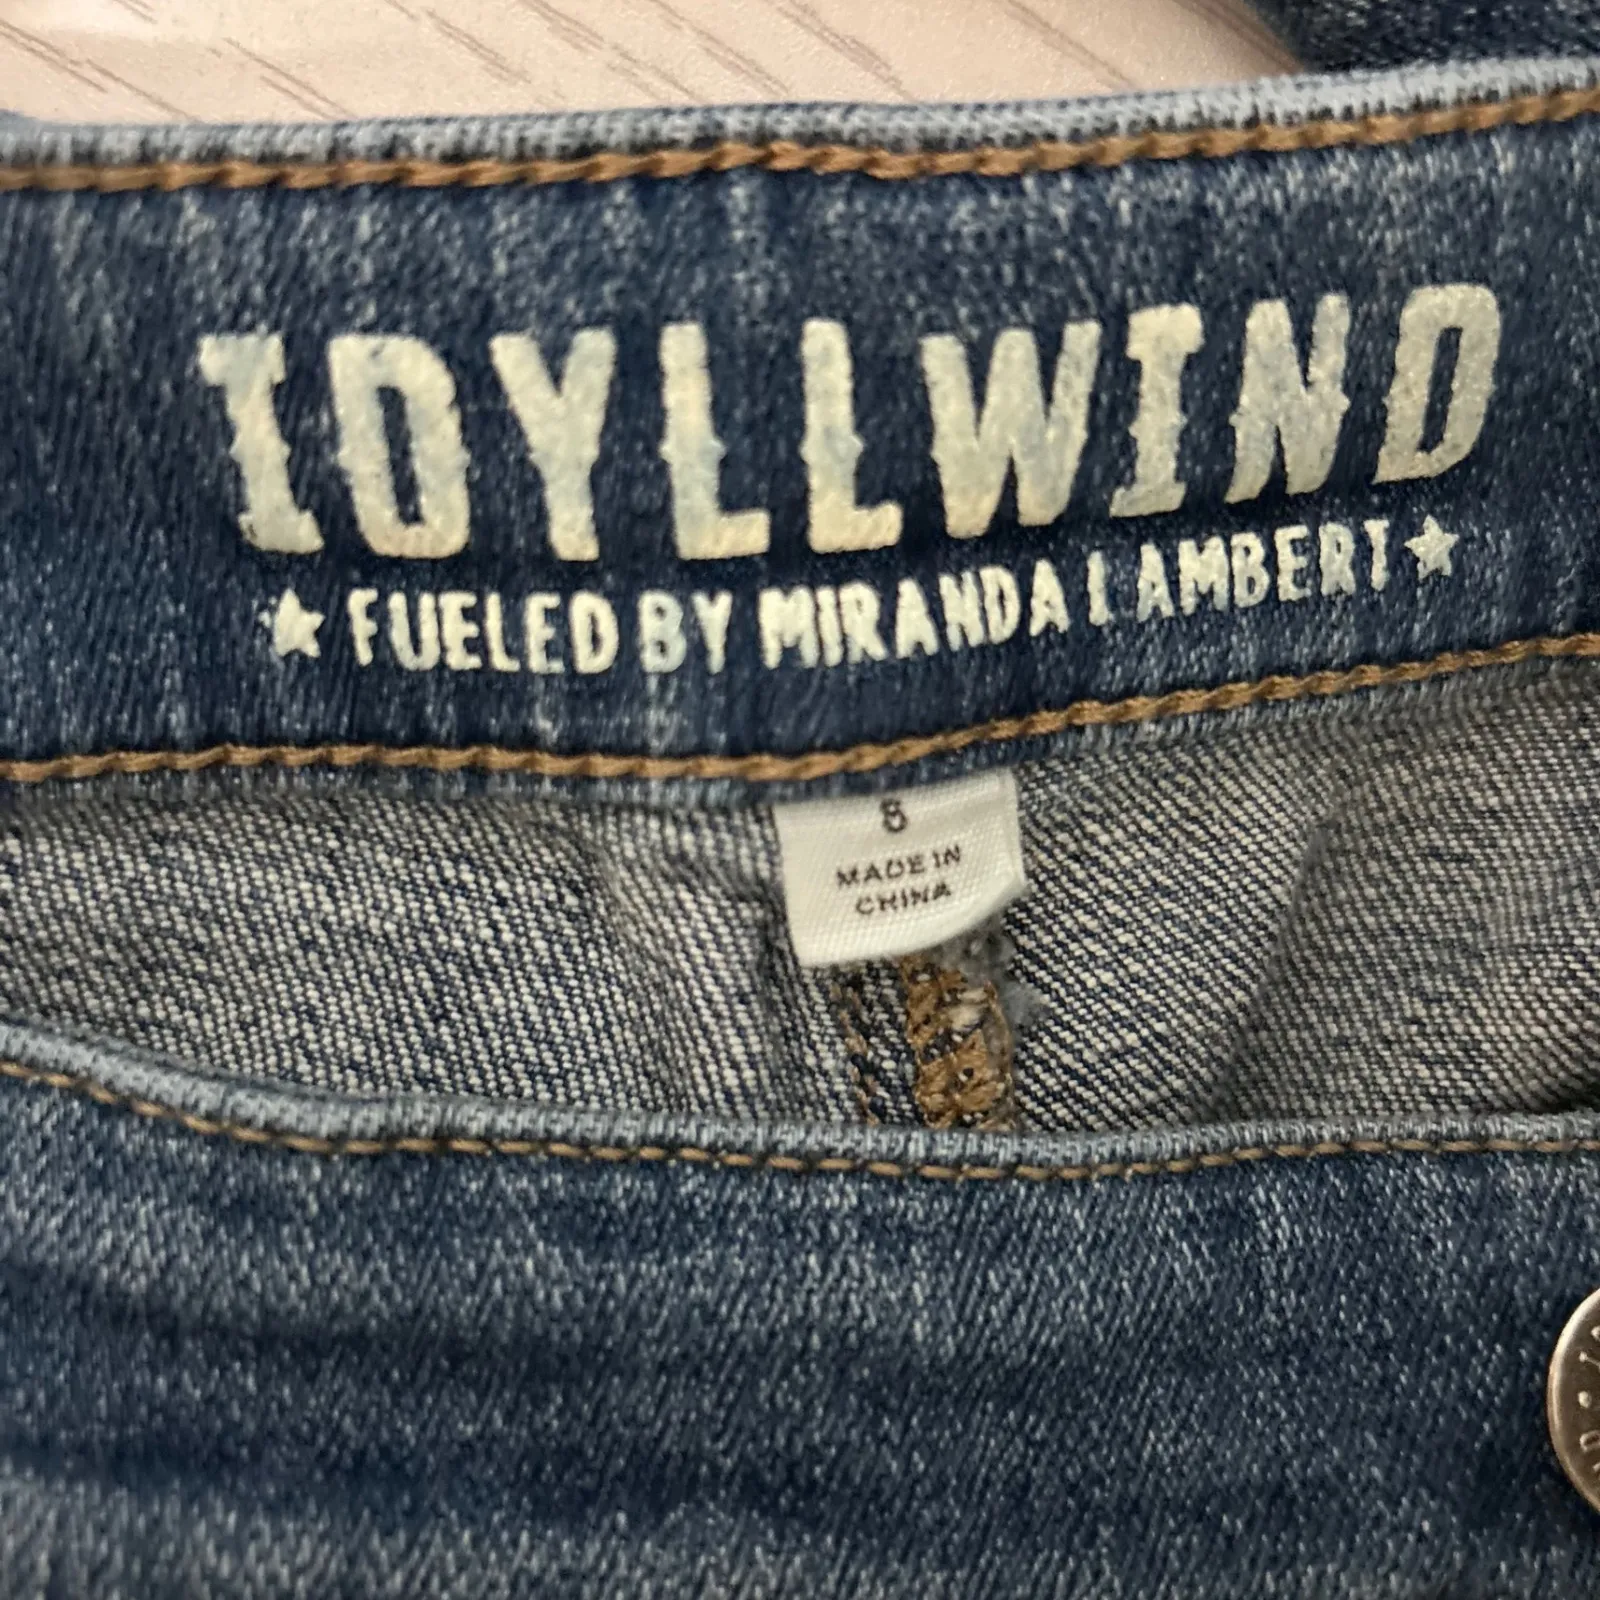 IDYLLWIND
★ FUELED BY MIRANDA LAMBERT ★
8
MADE IN
CHINA